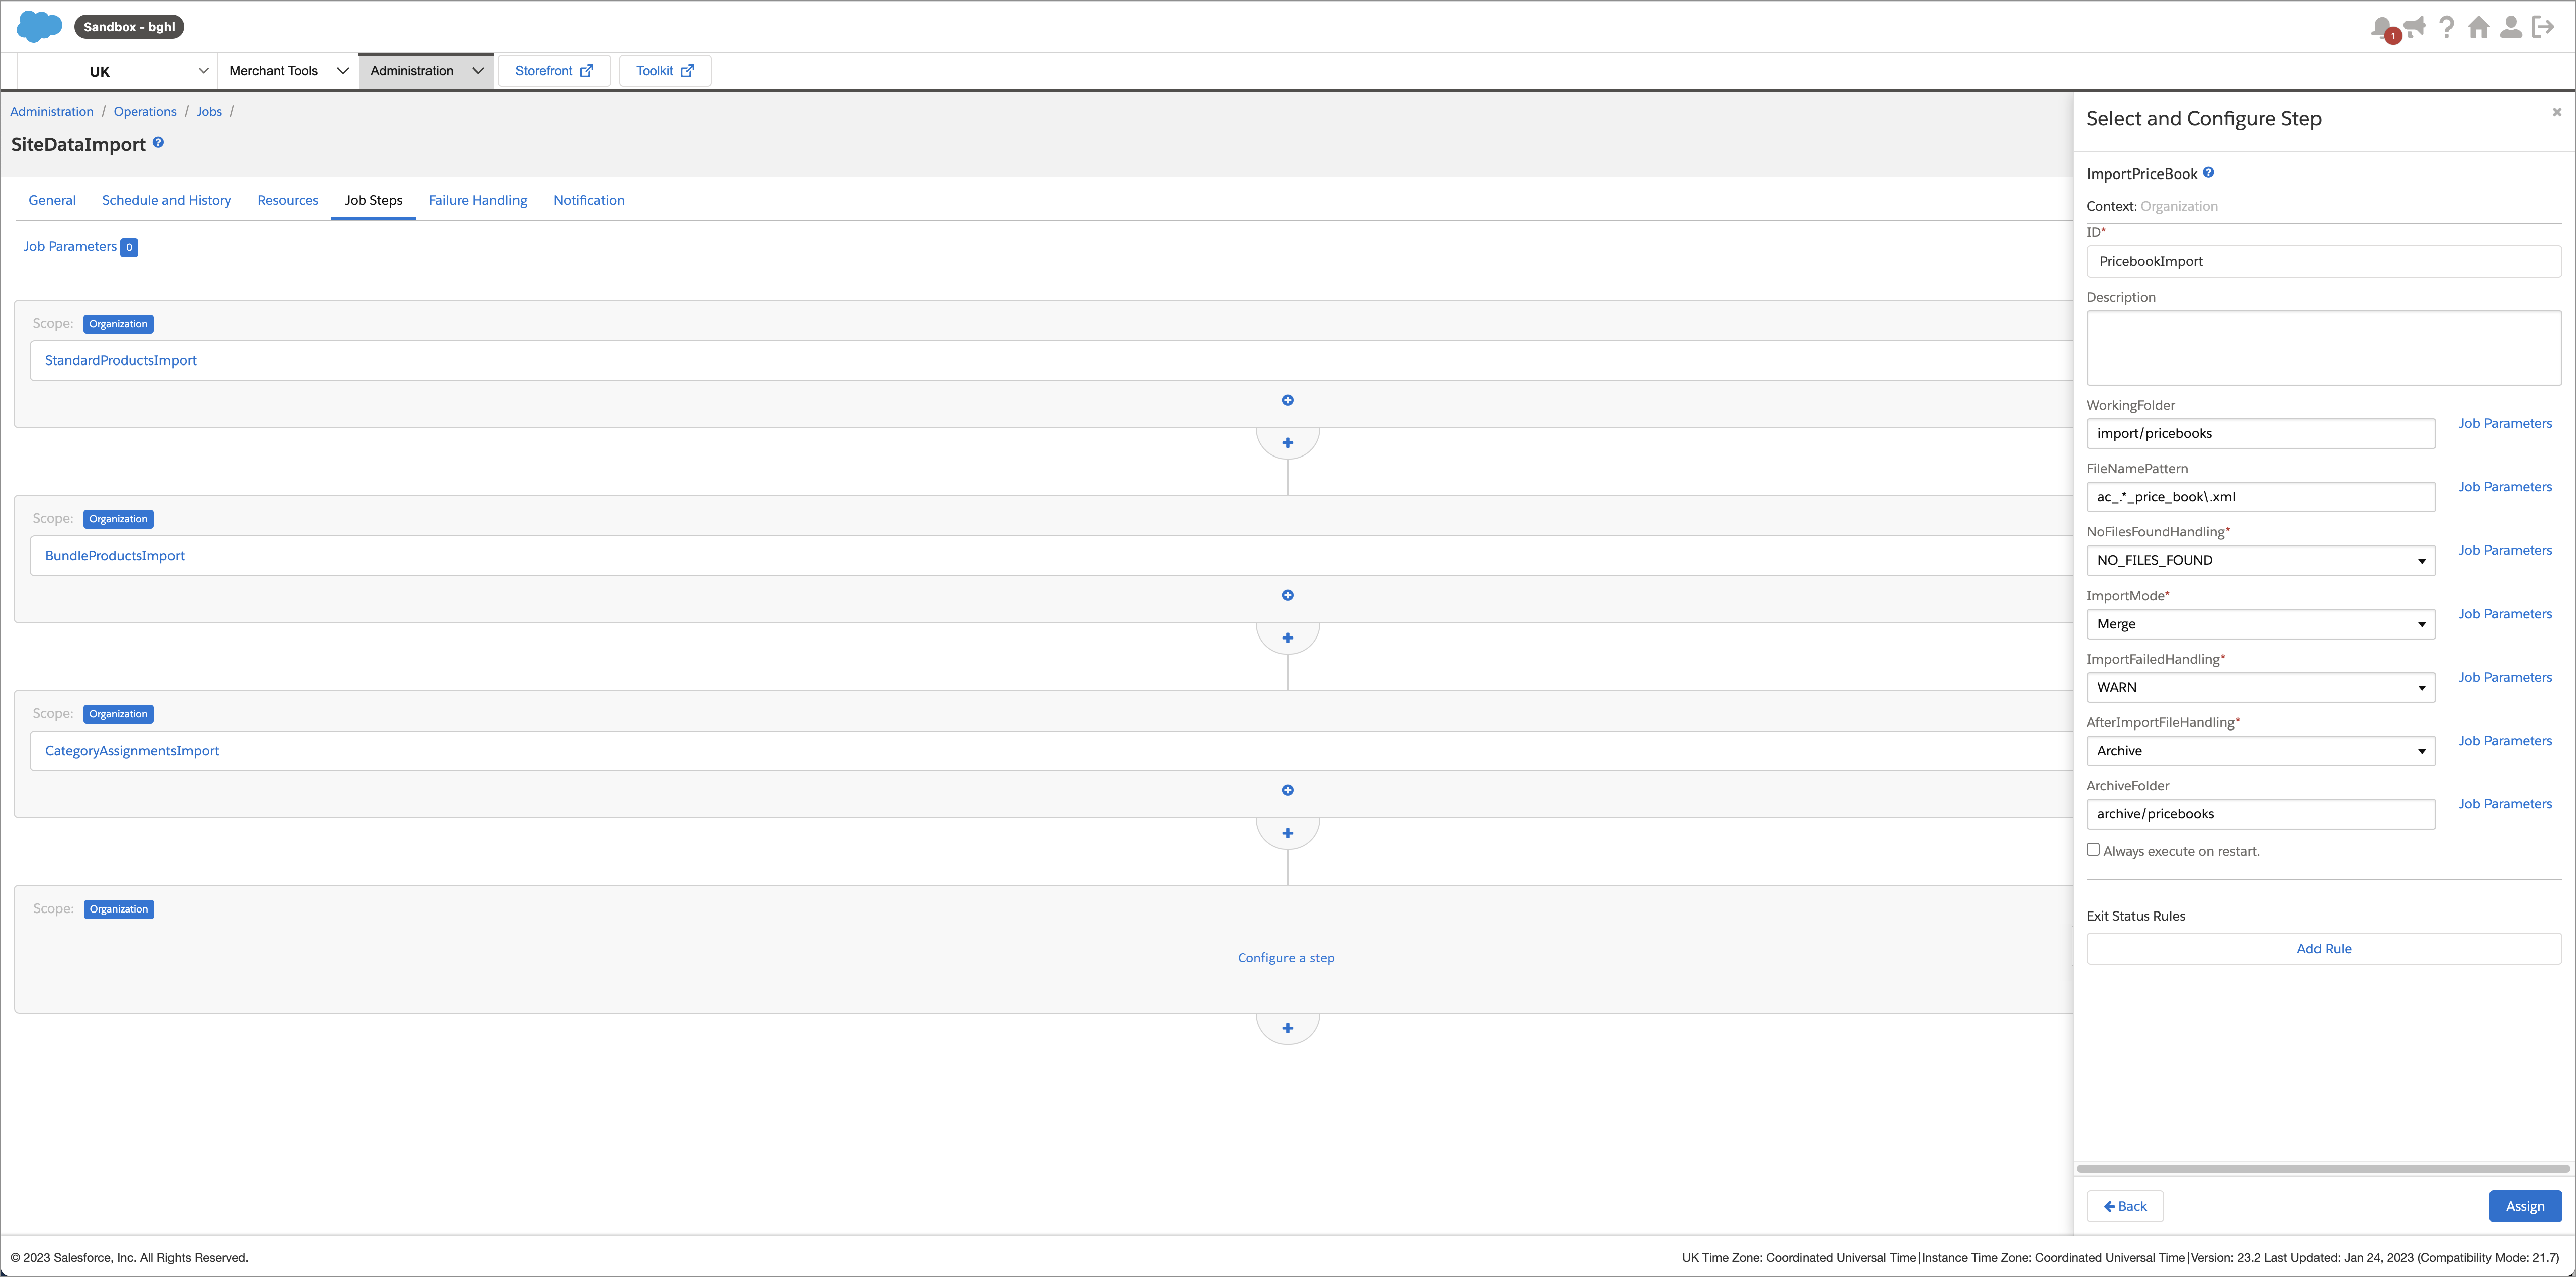 Sandbox - bghl
1
UK
Merchant Tools
Administration
Storefront
Toolkit
Administration / Operations / Jobs /
SiteDataImport
General
Schedule and History
Resources
Job Steps
Failure Handling
Notification
Job Parameters 0
Scope: Organization
StandardProductsImport
Scope: Organization
BundleProductsImport
Scope: Organization
CategoryAssignmentsImport
Scope: Organization
Configure a step
Select and Configure Step
ImportPriceBook
Context: Organization
ID*
PricebookImport
Description
WorkingFolder
import/pricebooks
Job Parameters
FileNamePattern
ac_.*_price_book\.xml
Job Parameters
NoFilesFoundHandling*
NO_FILES_FOUND
Job Parameters
ImportMode*
Merge
Job Parameters
ImportFailedHandling*
WARN
Job Parameters
AfterImportFileHandling*
Archive
Job Parameters
ArchiveFolder
archive/pricebooks
Job Parameters
Always execute on restart.
Exit Status Rules
Add Rule
Back
Assign
© 2023 Salesforce, Inc. All Rights Reserved.
UK Time Zone: Coordinated Universal Time | Instance Time Zone: Coordinated Universal Time | Version: 23.2 Last Updated: Jan 24, 2023 (Compatibility Mode: 21.7)